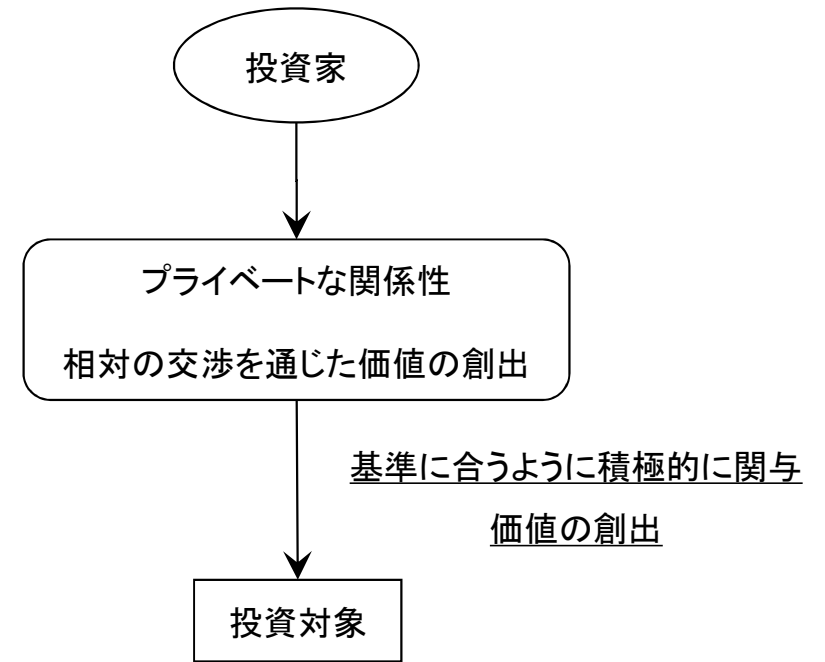 投資家
プライベートな関係性
相対の交渉を通じた価値の創出
基準に合うように積極的に関与
価値の創出
投資対象